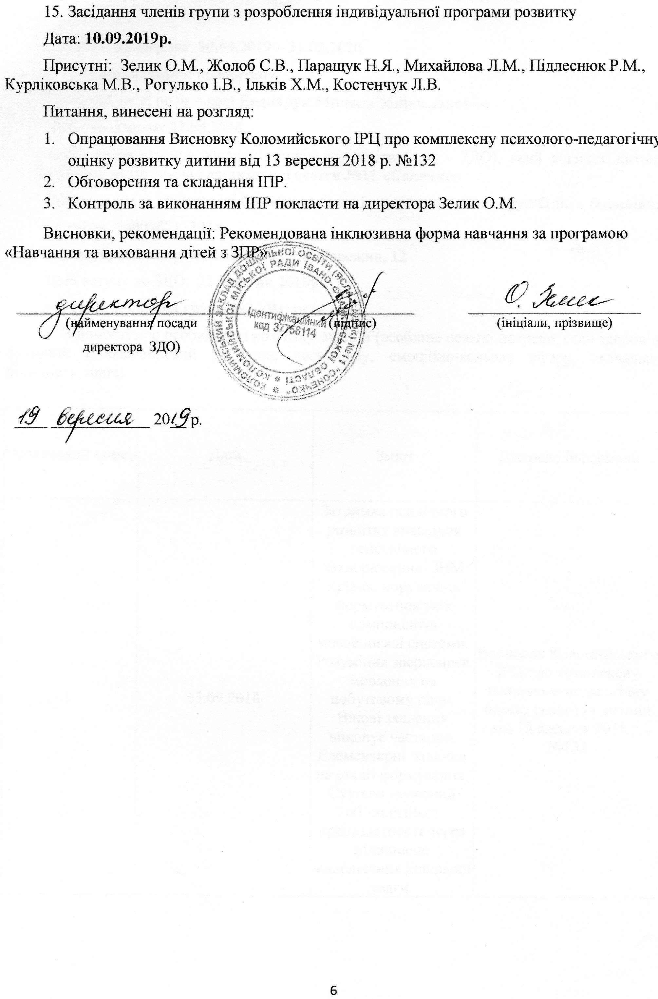 15. Засідання членів групи з розроблення індивідуальної програми розвитку
Дата: 10.09.2019р.
Присутні: Зелик О.М., Жолоб С.В., Паращук Н.Я., Михайлова Л.М., Підлеснюк Р.М.,
Курліковська М.В., Рогулько І.В., Ільків Х.М., Костенчук Л.В.
Питання, винесені на розгляд:
1. Опрацювання Висновку Коломийського ІРЦ про комплексну психолого-педагогічну
оцінку розвитку дитини від 13 вересня 2018 р. №132
2. Обговорення та складання ІПР.
3. Контроль за виконанням ІПР покласти на директора Зелик О.М.
Висновки, рекомендації: Рекомендована інклюзивна форма навчання за програмою
«Навчання та виховання дітей з ЗПР»
КОЛОМИЙСЬКИЙ ЗАКЛАД ДОШКІЛЬНОЇ ОСВІТИ (ЯСЛА-САДОК) №11 "СОНЕЧКО"
КОЛОМИЙСЬКОЇ МІСЬКОЇ РАДИ ІВАНО-ФРАНКІВСЬКОЇ ОБЛАСТІ
Ідентифікаційний
код 37756114
директор О. Зелик
(найменування посади (підпис) (ініціали, прізвище)
директора ЗДО)
19 вересня 2019 р.
6